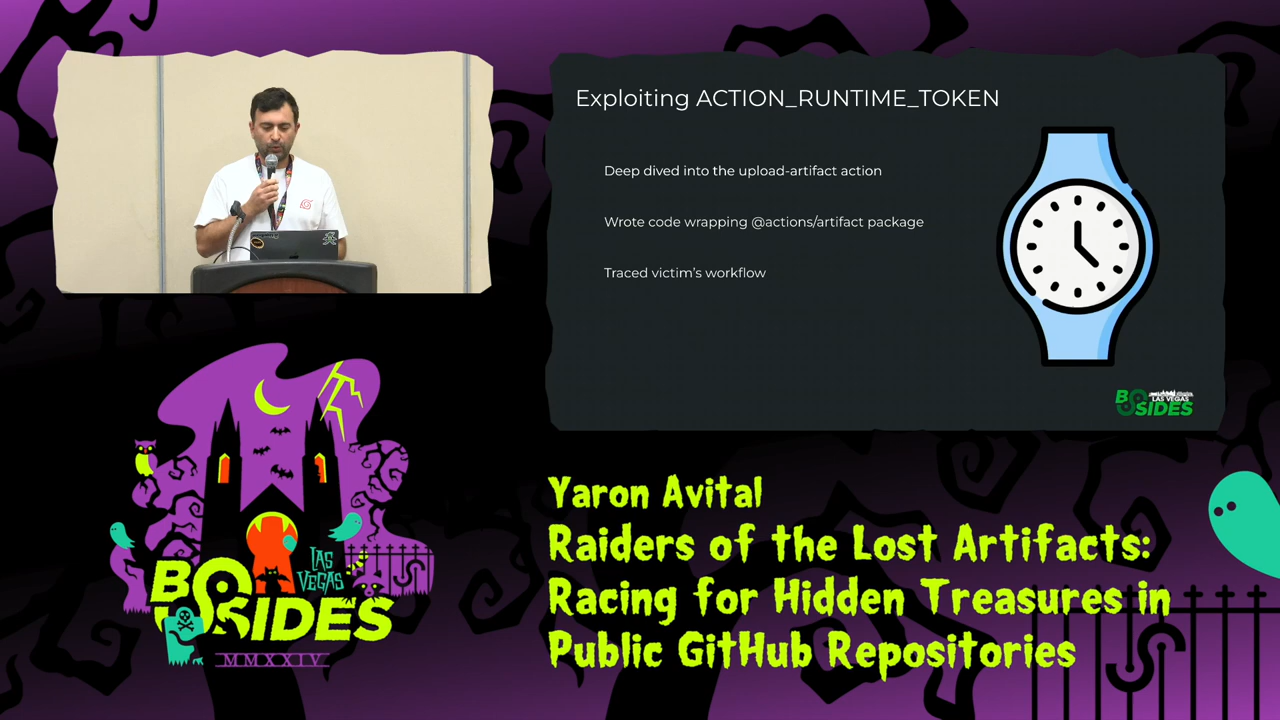 Exploiting ACTION_RUNTIME_TOKEN
Deep dived into the upload-artifact action
Wrote code wrapping @actions/artifact package
Traced victim's workflow
BSIDES
LAS VEGAS
LAS
VEGAS
BSIDES
MMXXIV
Yaron Avital
Raiders of the Lost Artifacts:
Racing for Hidden Treasures in
Public GitHub Repositories